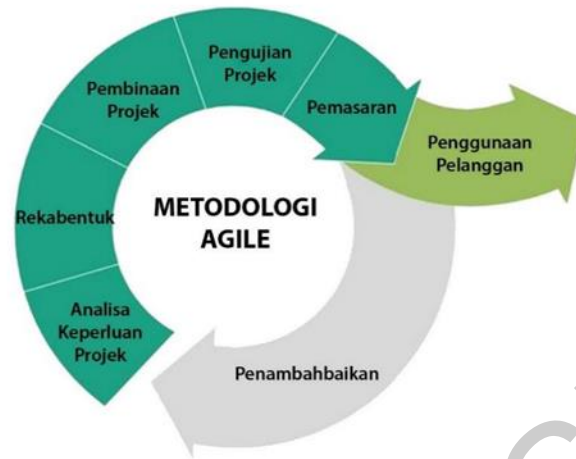 Pengujian
Projek
Pembinaan
Projek
Pemasaran
Penggunaan
Pelanggan
Rekabentuk
METODOLOGI
AGILE
Analisa
Keperluan
Projek
Penambahbaikan